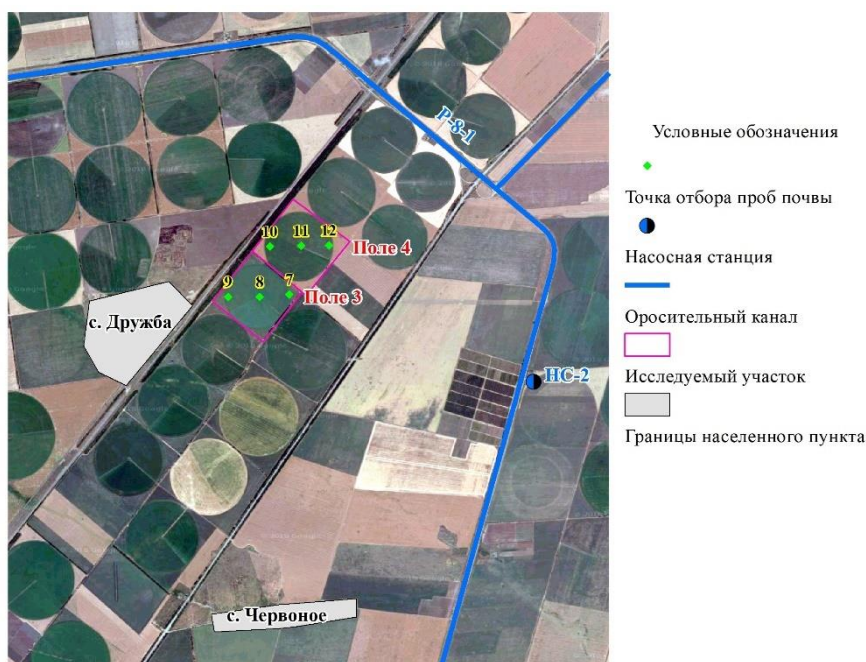 Р-8-1
10
11
12
Поле 4
9
8
7
Поле 3
с. Дружба
НС-2
с. Червоное
Условные обозначения
Точка отбора проб почвы
Насосная станция
Оросительный канал
Исследуемый участок
Границы населенного пункта